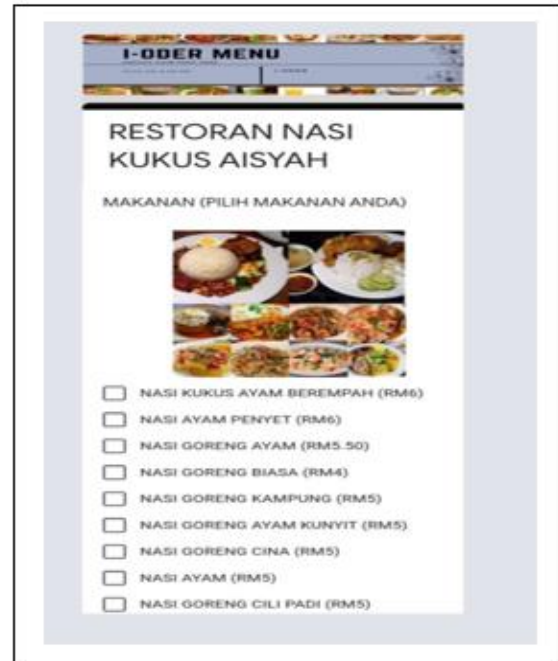 I-ODER MENU
RESTORAN NASI
KUKUS AISYAH
MAKANAN (PILIH MAKANAN ANDA)
NASI KUKUS AYAM BEREMPAH (RM6)
NASI AYAM PENYET (RM6)
NASI GORENG AYAM (RM5.50)
NASI GORENG BIASA (RM4)
NASI GORENG KAMPUNG (RM5)
NASI GORENG AYAM KUNYIT (RM5)
NASI GORENG CINA (RM5)
NASI AYAM (RM5)
NASI GORENG CILI PADI (RM5)